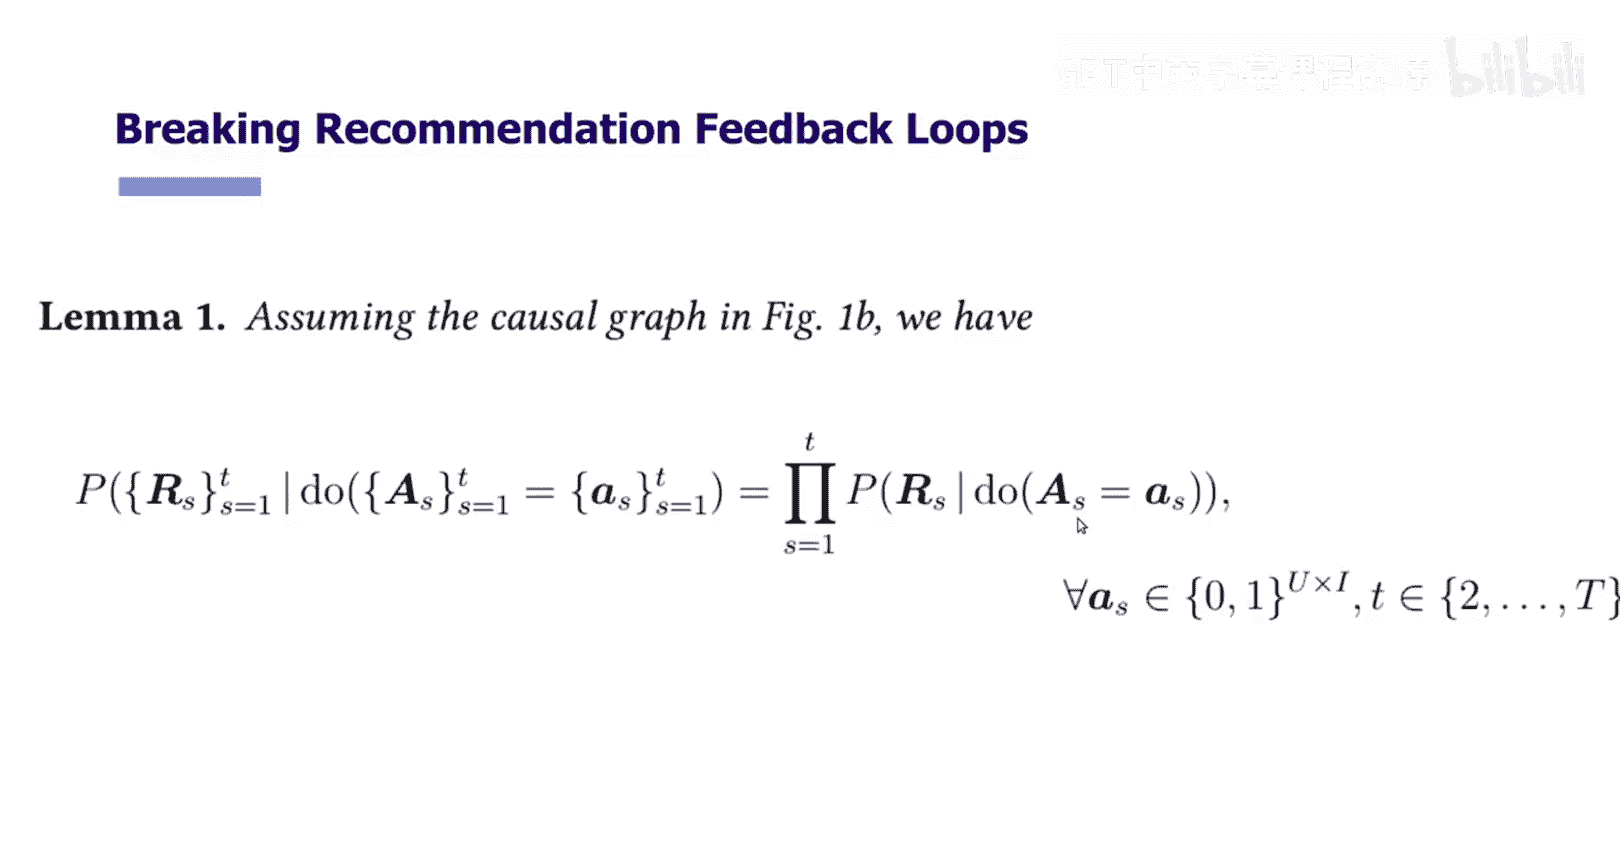 bilibili
Breaking Recommendation Feedback Loops
Lemma 1. Assuming the causal graph in Fig. 1b, we have
P({R_s}_{s=1}^t | do({A_s}_{s=1}^t = {a_s}_{s=1}^t) = ∏_{s=1}^t P(R_s | do(A_s = a_s)),
∀a_s ∈ {0, 1}^{U×I}, t ∈ {2, . . . , T}